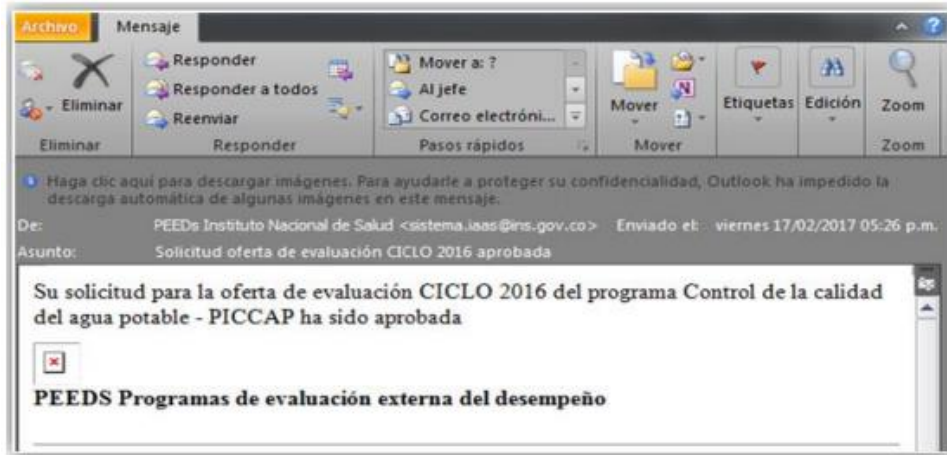 Archivo Mensaje
Responder
Responder a todos
Reenviar
Eliminar
Mover a: ?
Al jefe
Correo electróni...
Mover
Etiquetas Edición Zoom
Eliminar Responder Pasos rápidos Mover Zoom
Haga clic aquí para descargar imágenes. Para ayudarle a proteger su confidencialidad, Outlook ha impedido la
descarga automática de algunas imágenes en este mensaje.
De: PEEDs Instituto Nacional de Salud <sistema.iaas@ins.gov.co> Enviado el: viernes 17/02/2017 05:26 p.m.
Asunto: Solicitud oferta de evaluación CICLO 2016 aprobada
Su solicitud para la oferta de evaluación CICLO 2016 del programa Control de la calidad
del agua potable - PICCAP ha sido aprobada
PEEDS Programas de evaluación externa del desempeño